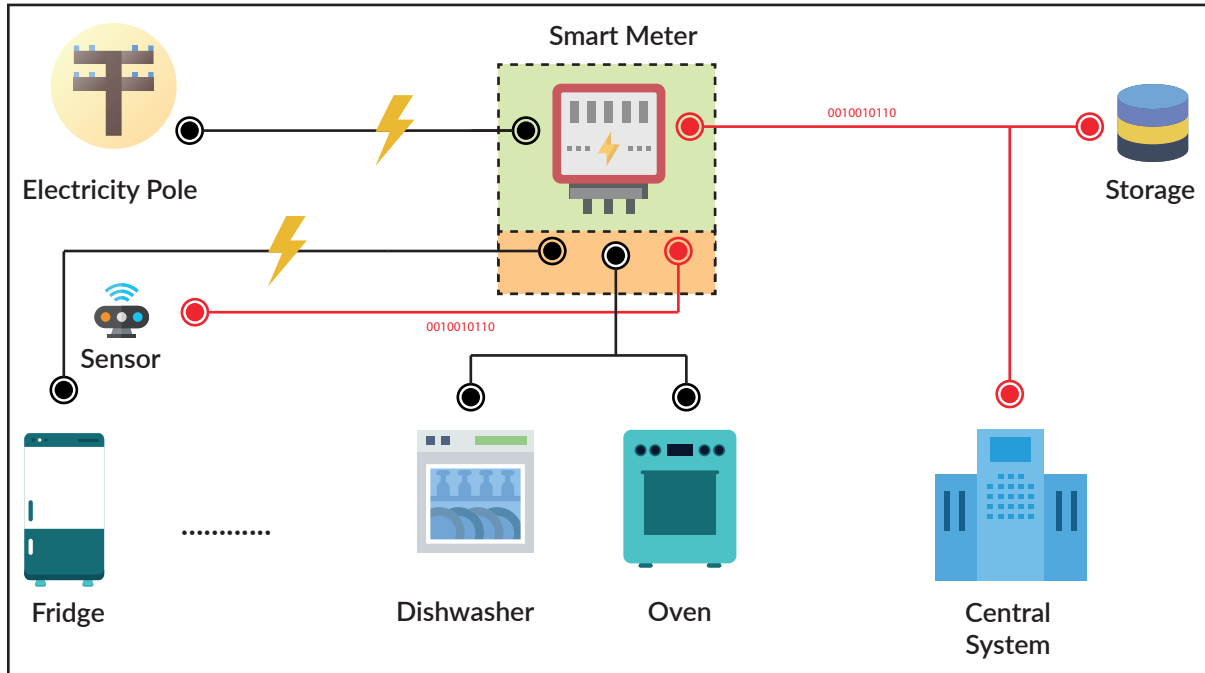 Smart Meter
0010010110
Electricity Pole
Storage
0010010110
Sensor
Fridge
Dishwasher
Oven
Central
System